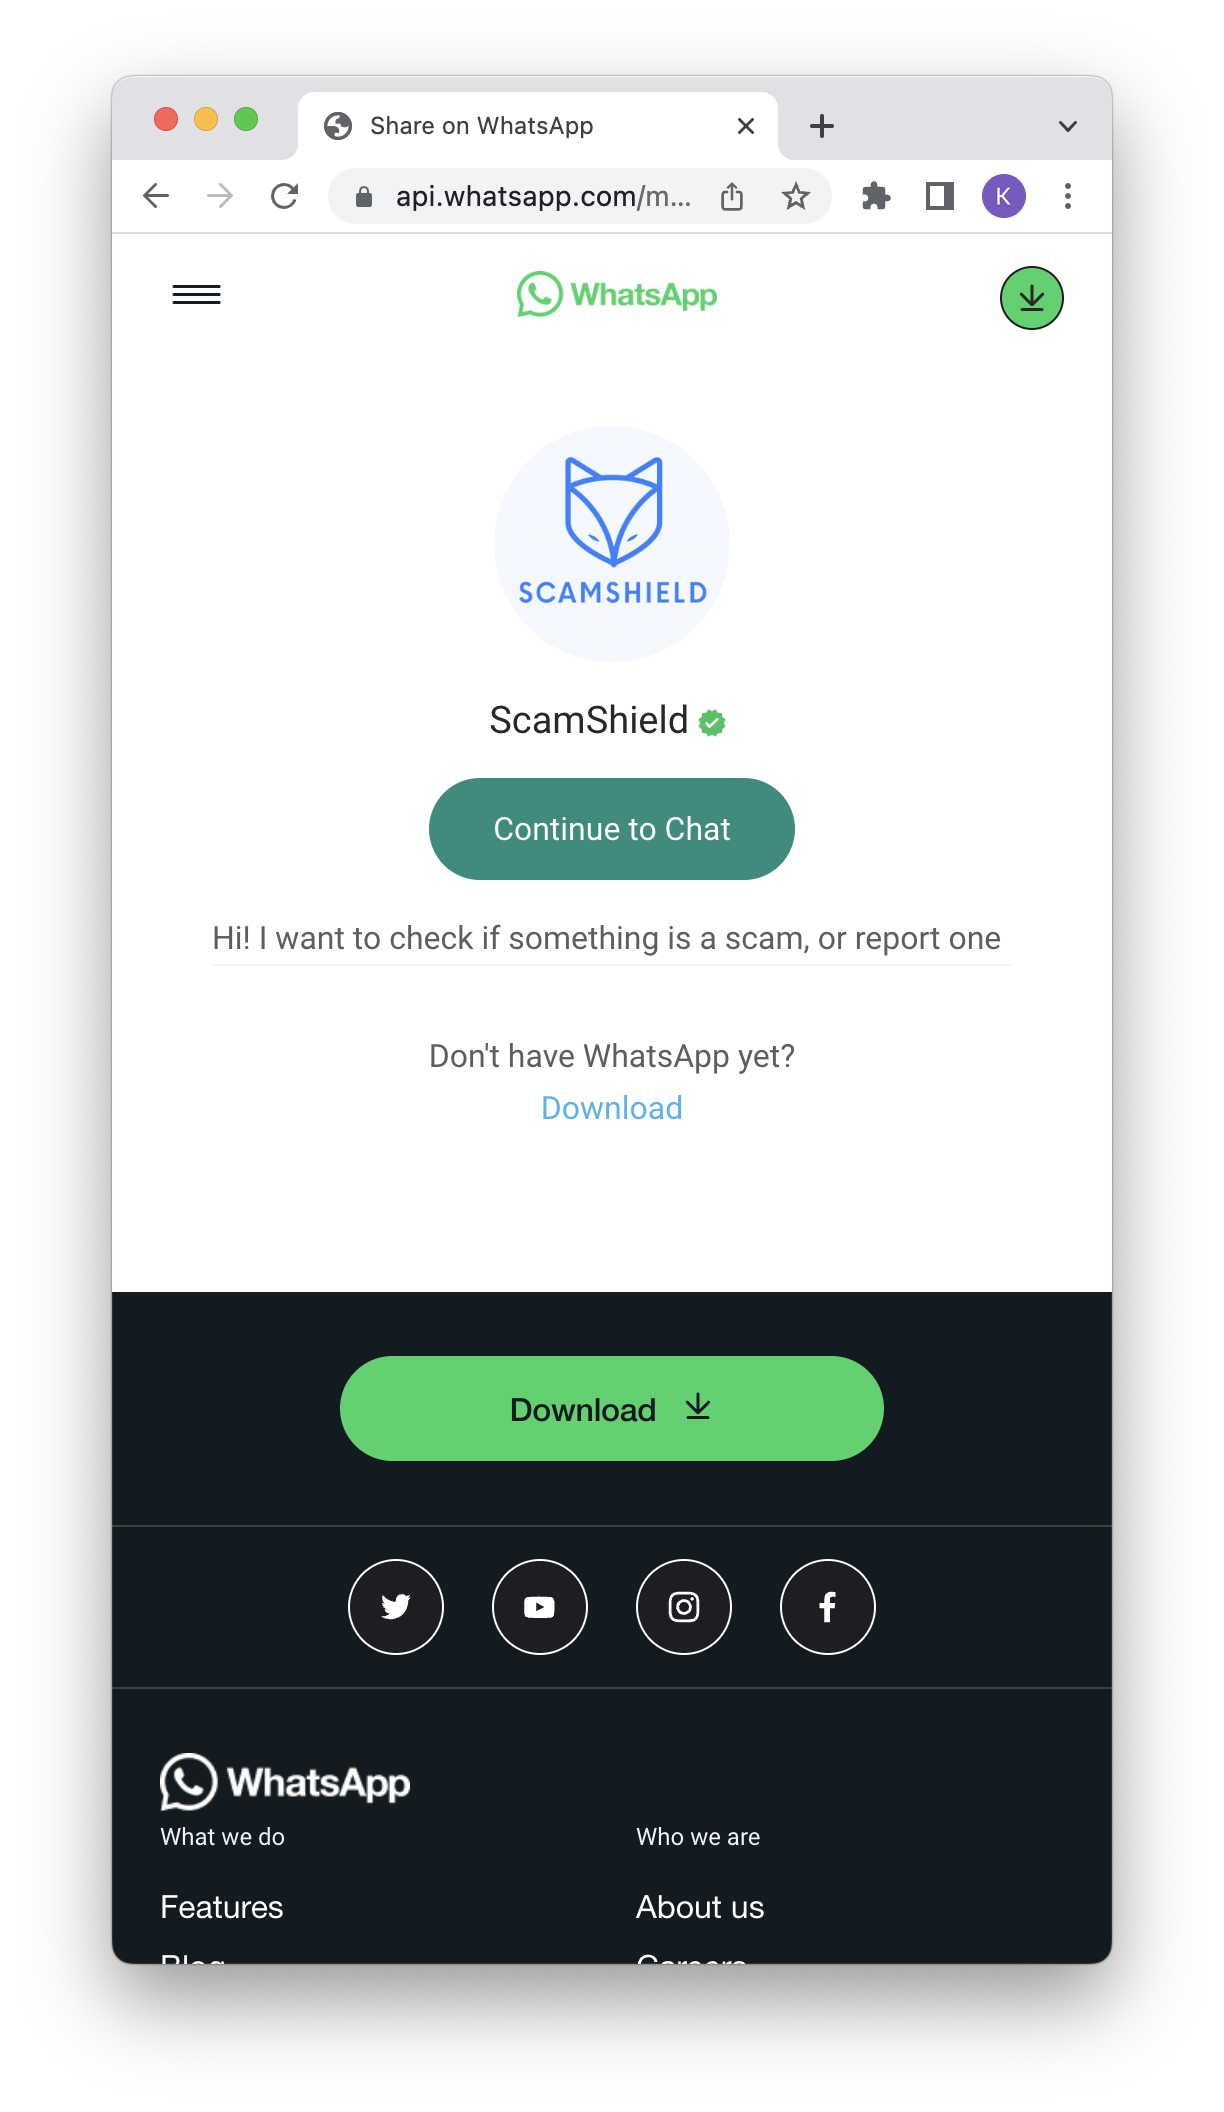 Share on WhatsApp
api.whatsapp.com/m...
K
WhatsApp
SCAMSHIELD
ScamShield
Continue to Chat
Hi! I want to check if something is a scam, or report one
Don't have WhatsApp yet?
Download
Download
WhatsApp
What we do Who we are
Features About us
Blog Careers